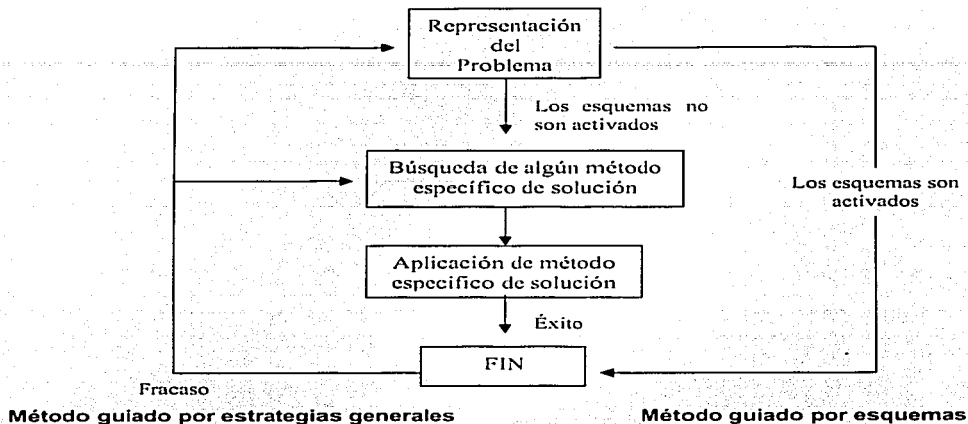 Representación
del
Problema
Los esquemas no
son activados
Búsqueda de algún método
específico de solución
Los esquemas son
activados
Aplicación de método
específico de solución
Éxito
FIN
Fracaso
Método guiado por estrategias generales
Método guiado por esquemas